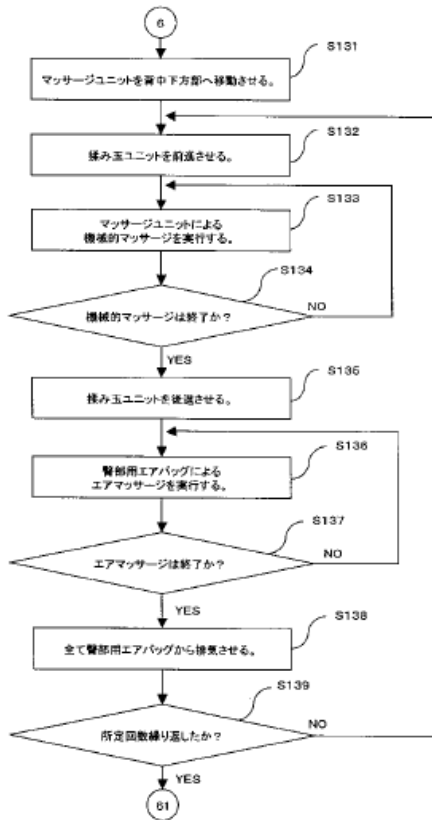 6
S131
マッサージユニットを背中下方部へ移動させる。
S132
揉み玉ユニットを前進させる。
S133
マッサージユニットによる
機械的マッサージを実行する。
S134
機械的マッサージは終了か？
NO
YES
S135
揉み玉ユニットを後退させる。
S136
臀部用エアバッグによる
エアマッサージを実行する。
S137
エアマッサージは終了か？
NO
YES
S138
全て臀部用エアバッグから排気させる。
S139
所定回数繰り返したか？
NO
YES
61